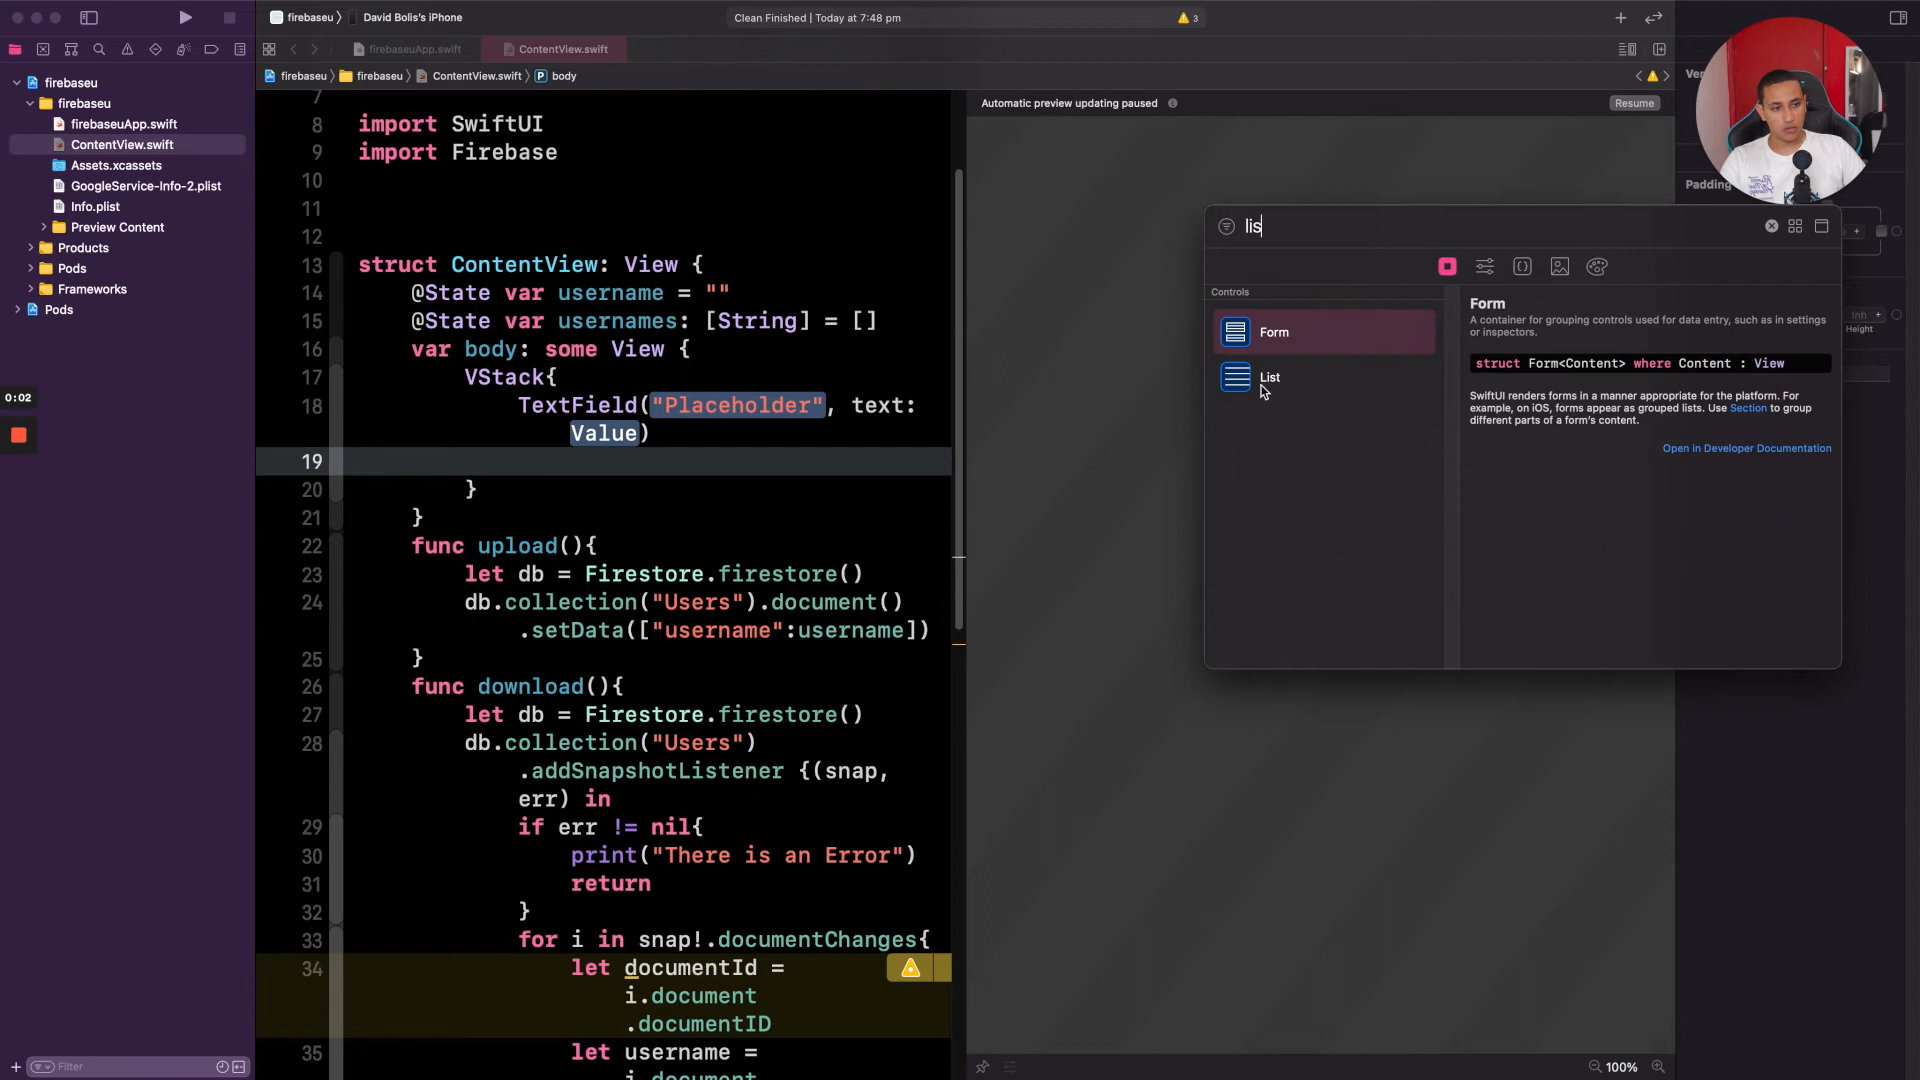 firebaseu
David Bolis's iPhone
Clean Finished | Today at 7:48 pm
3
firebaseuApp.swift
ContentView.swift
firebaseu
firebaseu
ContentView.swift
P
body
firebaseu
firebaseu
firebaseuApp.swift
ContentView.swift
Assets.xcassets
GoogleService-Info-2.plist
Info.plist
Preview Content
Products
Pods
Frameworks
Pods
0:02
Filter
7
8 import SwiftUI
9 import Firebase
10
11
12
13 struct ContentView: View {
14 @State var username = ""
15 @State var usernames: [String] = []
16 var body: some View {
17 VStack{
18 TextField("Placeholder", text:
Value)
19
20 }
21 }
22 func upload(){
23 let db = Firestore.firestore()
24 db.collection("Users").document()
.setData(["username":username])
25 }
26 func download(){
27 let db = Firestore.firestore()
28 db.collection("Users")
.addSnapshotListener {(snap,
err) in
29 if err != nil{
30 print("There is an Error")
31 return
32 }
33 for i in snap!.documentChanges{
34 let documentId =
i.document
.documentID
35 let username =
Automatic preview updating paused
Resume
lis
Controls
Form
List
Form
A container for grouping controls used for data entry, such as in settings
or inspectors.
struct Form<Content> where Content : View
SwiftUI renders forms in a manner appropriate for the platform. For
example, on iOS, forms appear as grouped lists. Use Section to group
different parts of a form's content.
Open in Developer Documentation
Padding
Inh
Height
100%